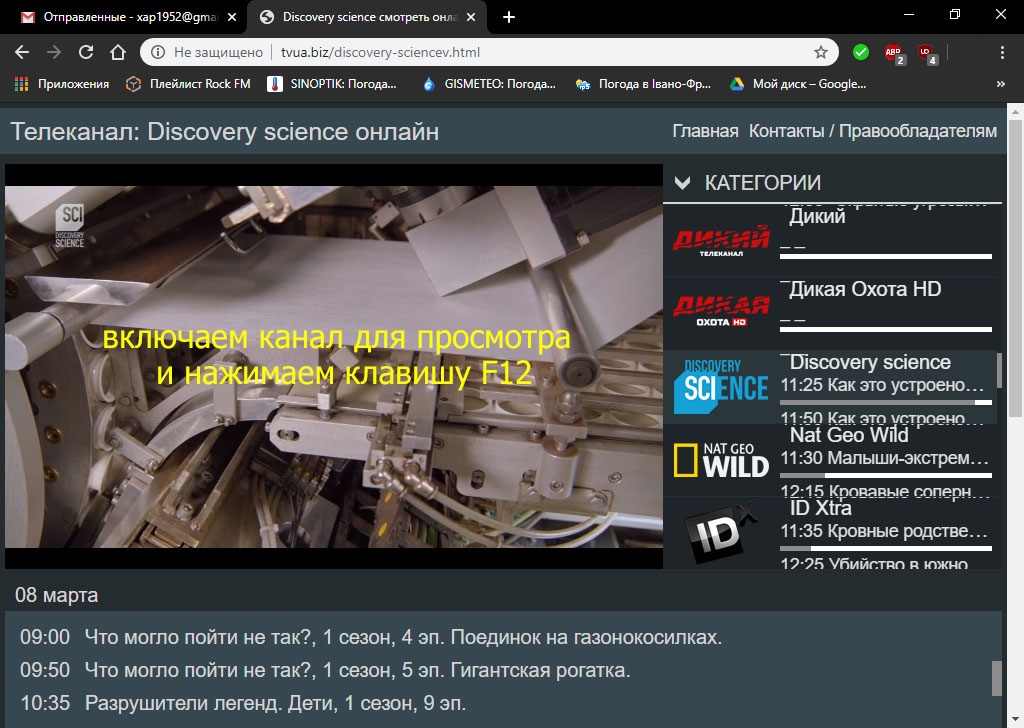 Отправленные - xap1952@gma
Discovery science смотреть онла
Не защищено
tvua.biz/discovery-sciencev.html
ABP
2
UD
4
Приложения
Плейлист Rock FM
SINOPTIK: Погода...
GISMETEO: Погода...
Погода в Івано-Фр...
Мой диск – Google...
»
Телеканал: Discovery science онлайн
Главная Контакты / Правообладателям
SCI
DISCOVERY
SCIENCE
включаем канал для просмотра
и нажимаем клавишу F12
КАТЕГОРИИ
ДИКИЙ
ТЕЛЕКАНАЛ
Дикий
_ _
ДИКАЯ
ОХОТА HD
Дикая Охота HD
_ _
DISCOVERY
SCIENCE
Discovery science
11:25 Как это устроено…
11:50 Как это устроено…
NAT GEO
WILD
Nat Geo Wild
11:30 Малыши-экстрем…
12:15 Кровавые соперн…
ID X
ID Xtra
11:35 Кровные родстве…
12:25 Убийство в южно
08 марта
09:00 Что могло пойти не так?, 1 сезон, 4 эп. Поединок на газонокосилках.
09:50 Что могло пойти не так?, 1 сезон, 5 эп. Гигантская рогатка.
10:35 Разрушители легенд. Дети, 1 сезон, 9 эп.